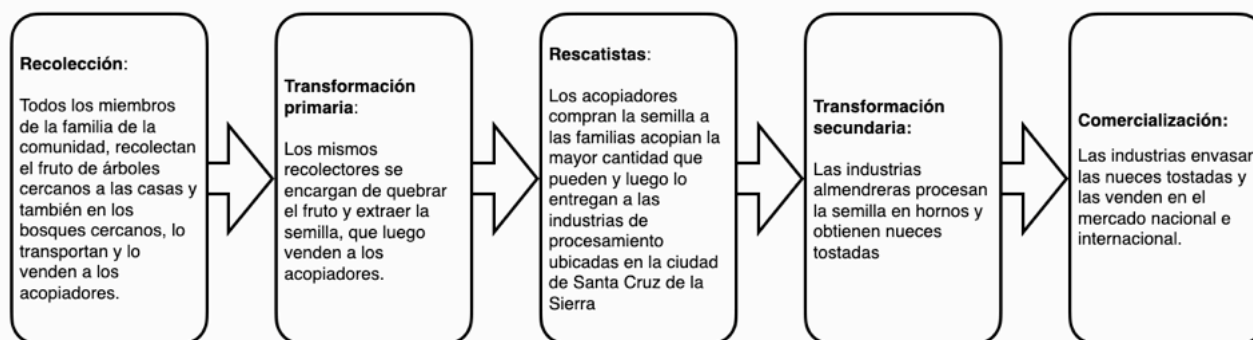 Recolección:
Todos los miembros
de la familia de la
comunidad, recolectan
el fruto de árboles
cercanos a las casas y
también en los
bosques cercanos, lo
transportan y lo
venden a los
acopiadores.
Transformación
primaria:
Los mismos
recolectores se
encargan de quebrar
el fruto y extraer la
semilla, que luego
venden a los
acopiadores.
Rescatistas:
Los acopiadores
compran la semilla a
las familias acopian la
mayor cantidad que
pueden y luego lo
entregan a las
industrias de
procesamiento
ubicadas en la ciudad
de Santa Cruz de la
Sierra
Transformación
secundaria:
Las industrias
almendreras procesan
la semilla en hornos y
obtienen nueces
tostadas
Comercialización:
Las industrias envasan
las nueces tostadas y
las venden en el
mercado nacional e
internacional.